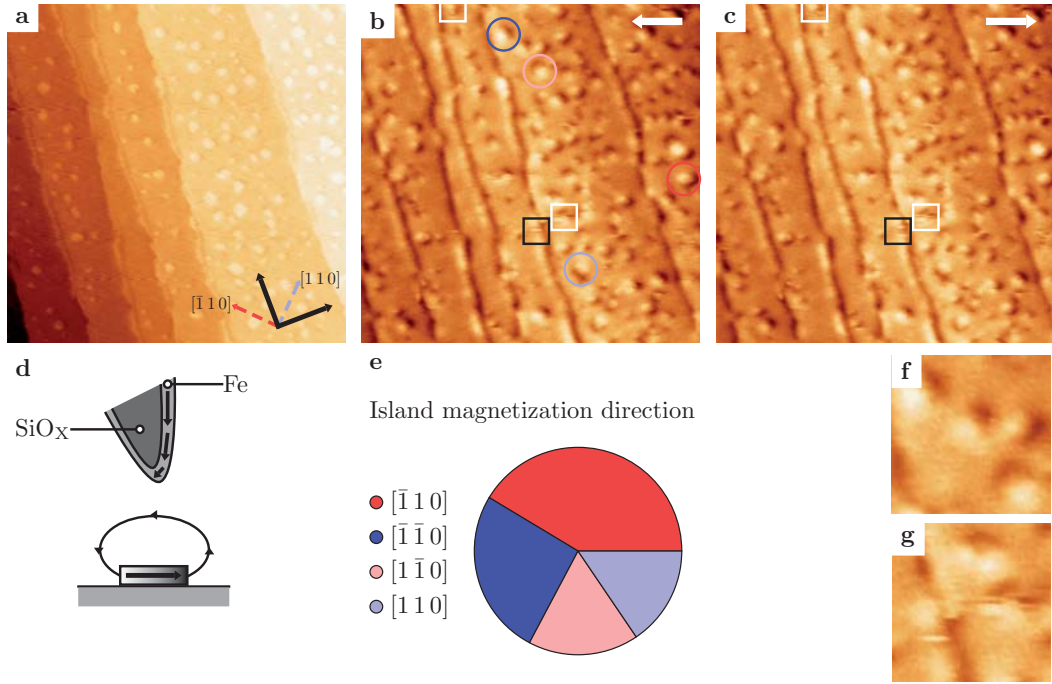 a
b
c
[1 1 0]
[1̄ 1 0]
d
Fe
SiOX
e
Island magnetization direction
[1̄ 1 0]
[1̄ 1̄ 0]
[1 1̄ 0]
[1 1 0]
f
g